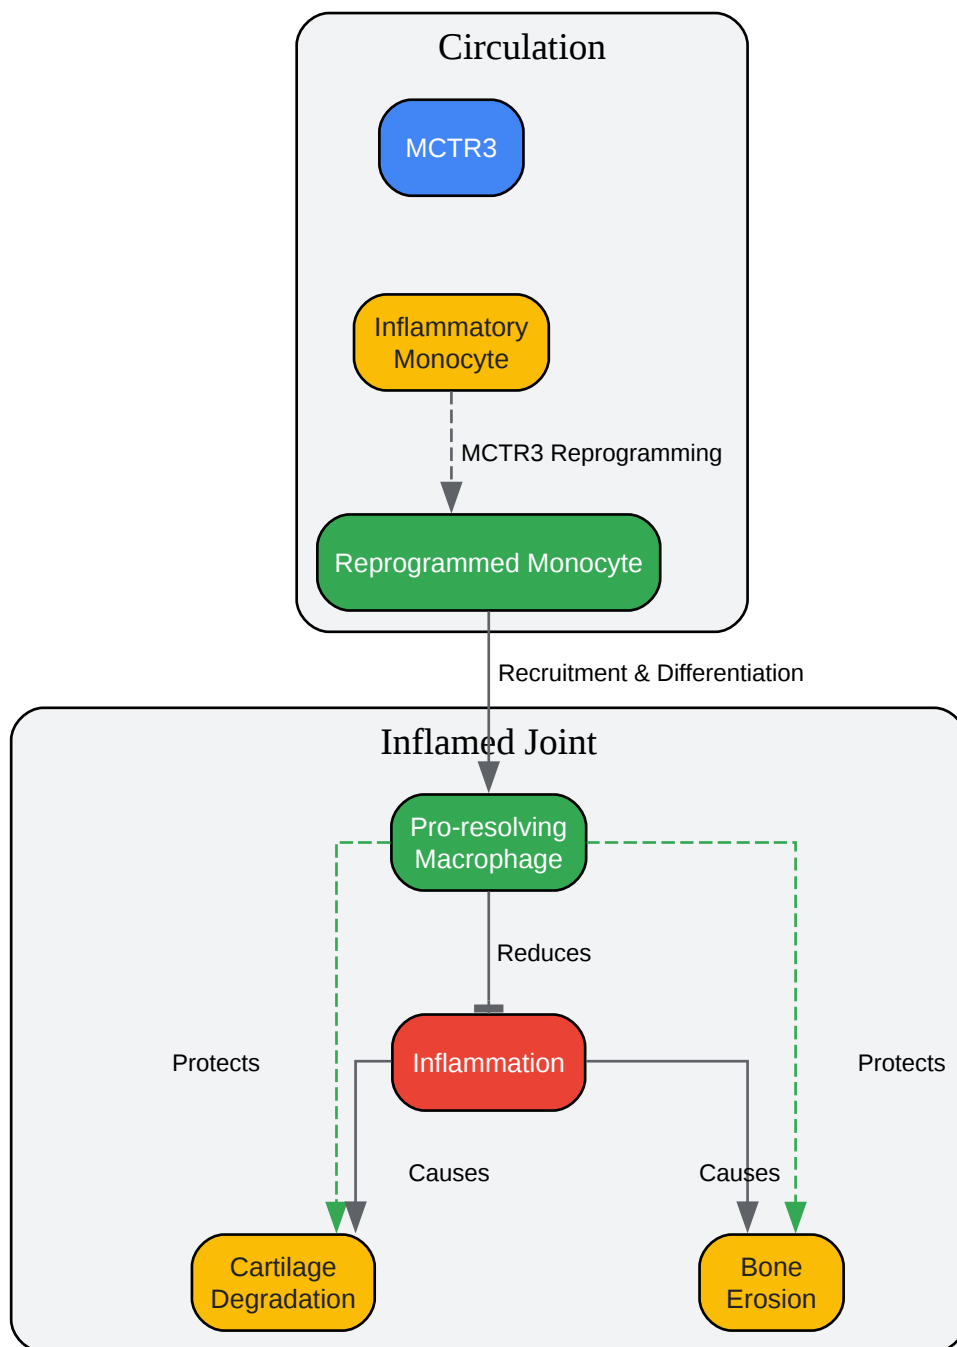 Circulation
MCTR3
Inflammatory
Monocyte
MCTR3 Reprogramming
Reprogrammed Monocyte
Recruitment & Differentiation
Inflamed Joint
Pro-resolving
Macrophage
Reduces
Protects
Inflammation
Protects
Causes
Causes
Cartilage
Degradation
Bone
Erosion